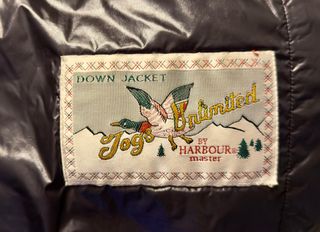 DOWN JACKET
Togs Unlimited
BY
HARBOUR®
master